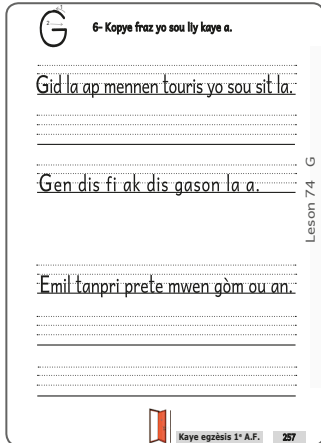 G
6- Kopye fraz yo sou liy kaye a.
Gid la ap mennen touris yo sou sit la.
Gen dis fi ak dis gason la a.
Emil tanpri prete mwen gòm ou an.
Leson 74 G
Kaye egzèsis 1ᵉ A.F. 257